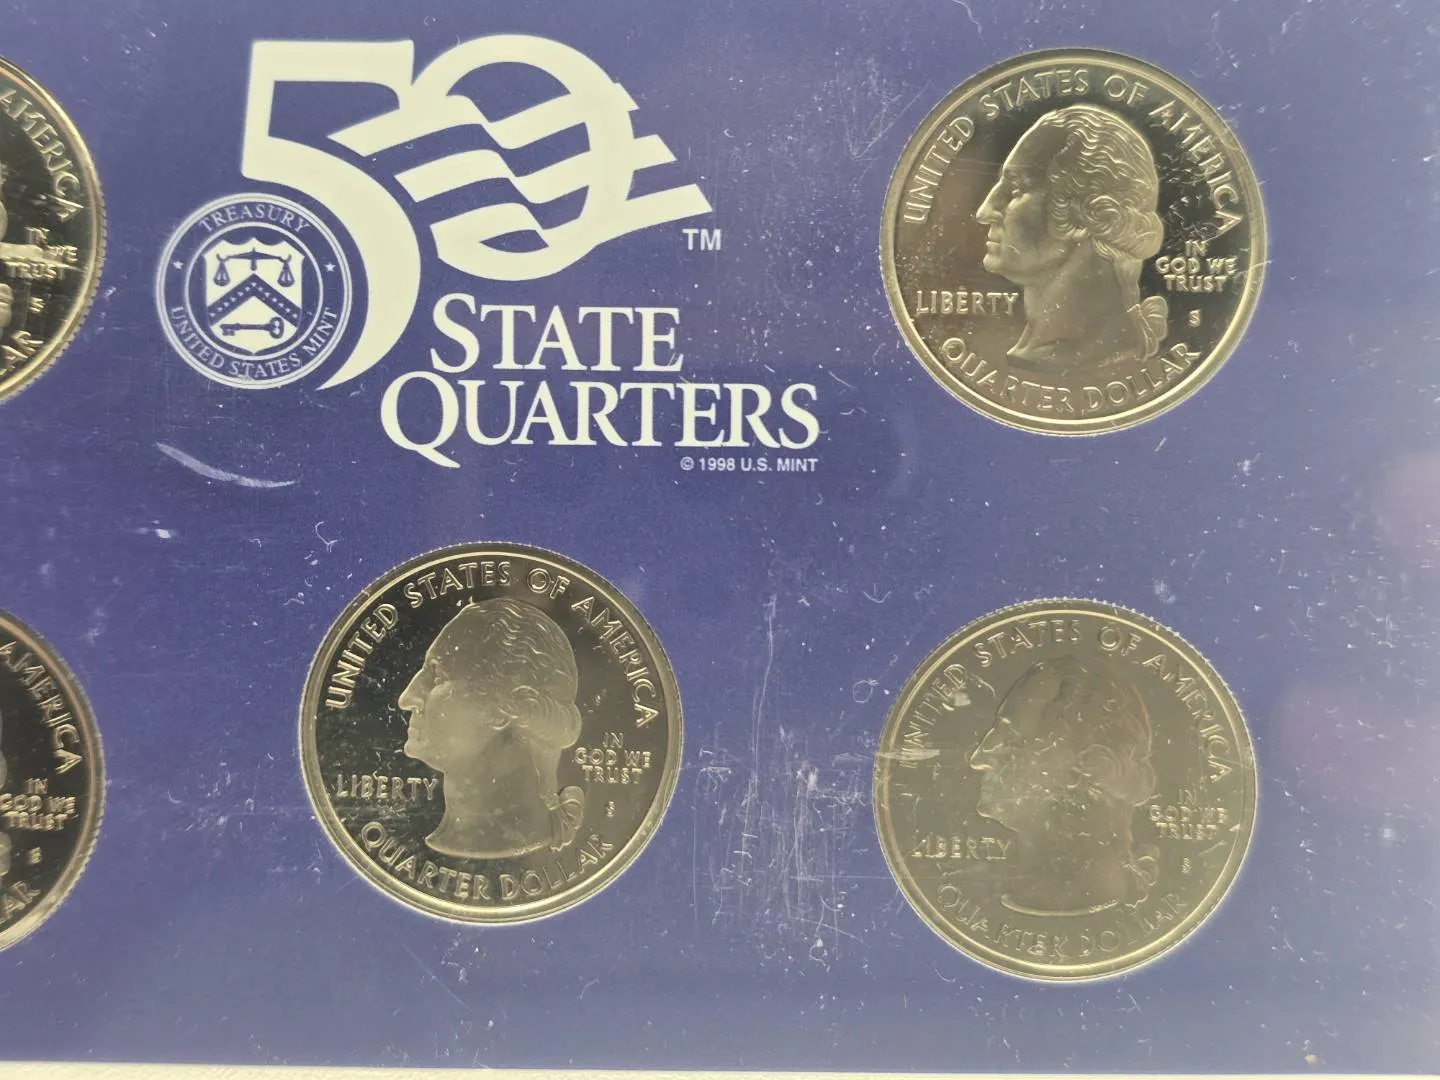 50
TM
TREASURY
UNITED STATES MINT
STATE
QUARTERS
© 1998 U.S. MINT
AMERICA
IN
GOD WE
TRUST
S
LAR
UNITED STATES OF AMERICA
LIBERTY
IN
GOD WE
TRUST
S
QUARTER DOLLAR
AMERICA
IN
GOD WE
TRUST
S
LAR
UNITED STATES OF AMERICA
LIBERTY
IN
GOD WE
TRUST
S
QUARTER DOLLAR
UNITED STATES OF AMERICA
LIBERTY
IN
GOD WE
TRUST
S
QUARTER DOLLAR